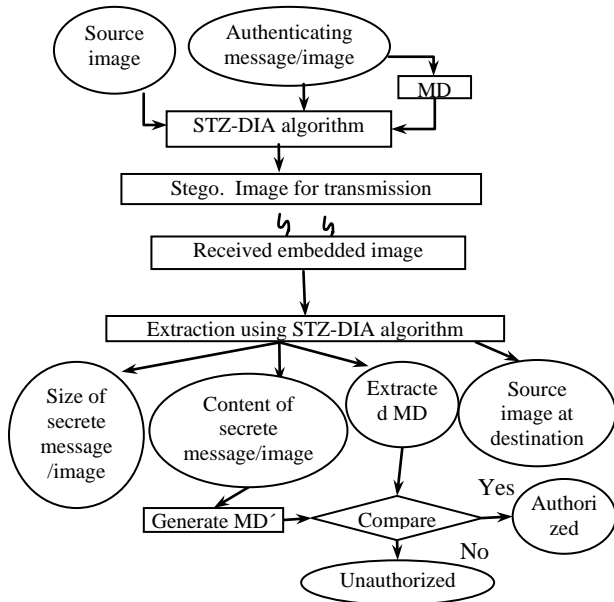 Source
image
Authenticating
message/image
MD
STZ-DIA algorithm
Stego. Image for transmission
Received embedded image
Extraction using STZ-DIA algorithm
Size of
secrete
message
/image
Content of
secrete
message/image
Extracte
d MD
Source
image at
destination
Generate MD´
Compare
Yes
Authori
zed
No
Unauthorized